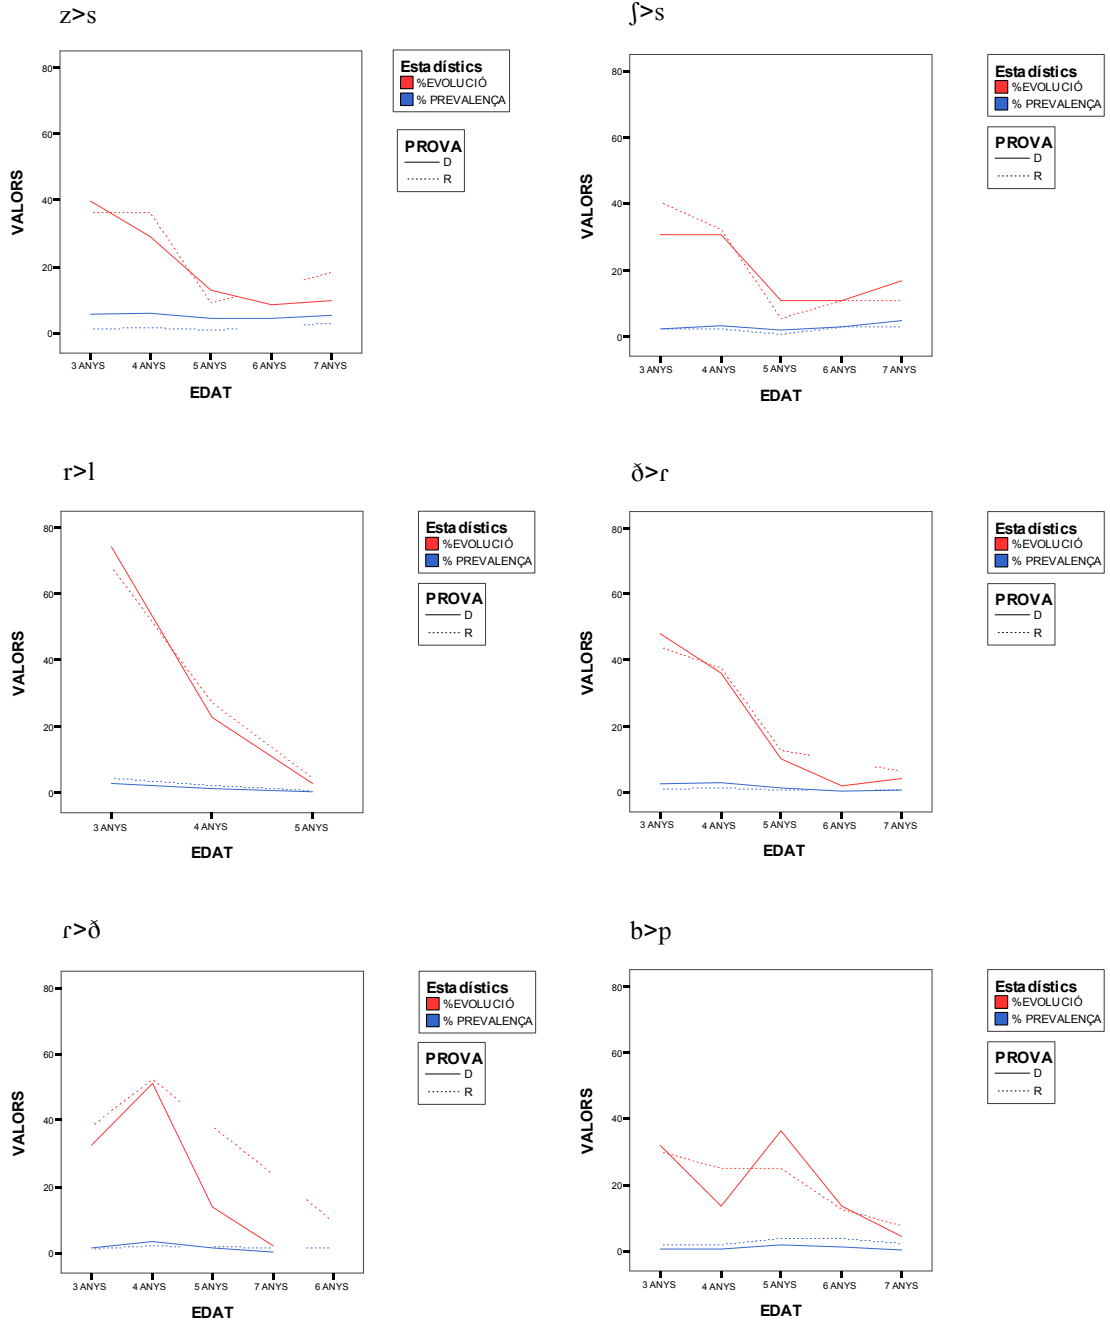 z>s
Estadístics
%EVOLUCIÓ
% PREVALENÇA
PROVA
D
R
VALORS
80
60
40
20
0
3 ANYS 4 ANYS 5 ANYS 6 ANYS 7 ANYS
EDAT
ʃ>s
Estadístics
%EVOLUCIÓ
% PREVALENÇA
PROVA
D
R
VALORS
80
60
40
20
0
3 ANYS 4 ANYS 5 ANYS 6 ANYS 7 ANYS
EDAT
r>l
Estadístics
%EVOLUCIÓ
% PREVALENÇA
PROVA
D
R
VALORS
80
60
40
20
0
3 ANYS 4 ANYS 5 ANYS
EDAT
ð>ɾ
Estadístics
%EVOLUCIÓ
% PREVALENÇA
PROVA
D
R
VALORS
80
60
40
20
0
3 ANYS 4 ANYS 5 ANYS 6 ANYS 7 ANYS
EDAT
ɾ>ð
Estadístics
%EVOLUCIÓ
% PREVALENÇA
PROVA
D
R
VALORS
80
60
40
20
0
3 ANYS 4 ANYS 5 ANYS 7 ANYS 6 ANYS
EDAT
b>p
Estadístics
%EVOLUCIÓ
% PREVALENÇA
PROVA
D
R
VALORS
80
60
40
20
0
3 ANYS 4 ANYS 5 ANYS 6 ANYS 7 ANYS
EDAT